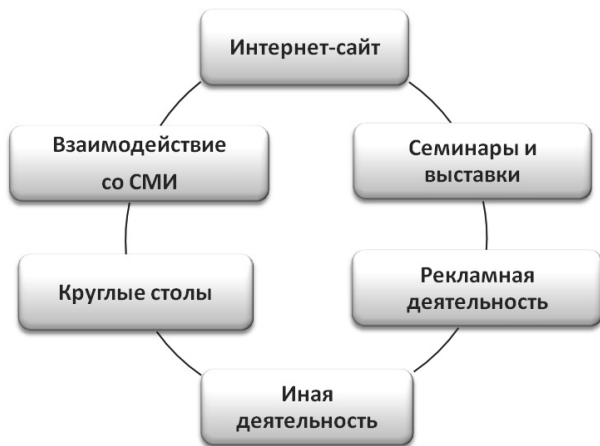 Интернет-сайт
Взаимодействие
со СМИ
Семинары и
выставки
Круглые столы
Рекламная
деятельность
Иная
деятельность